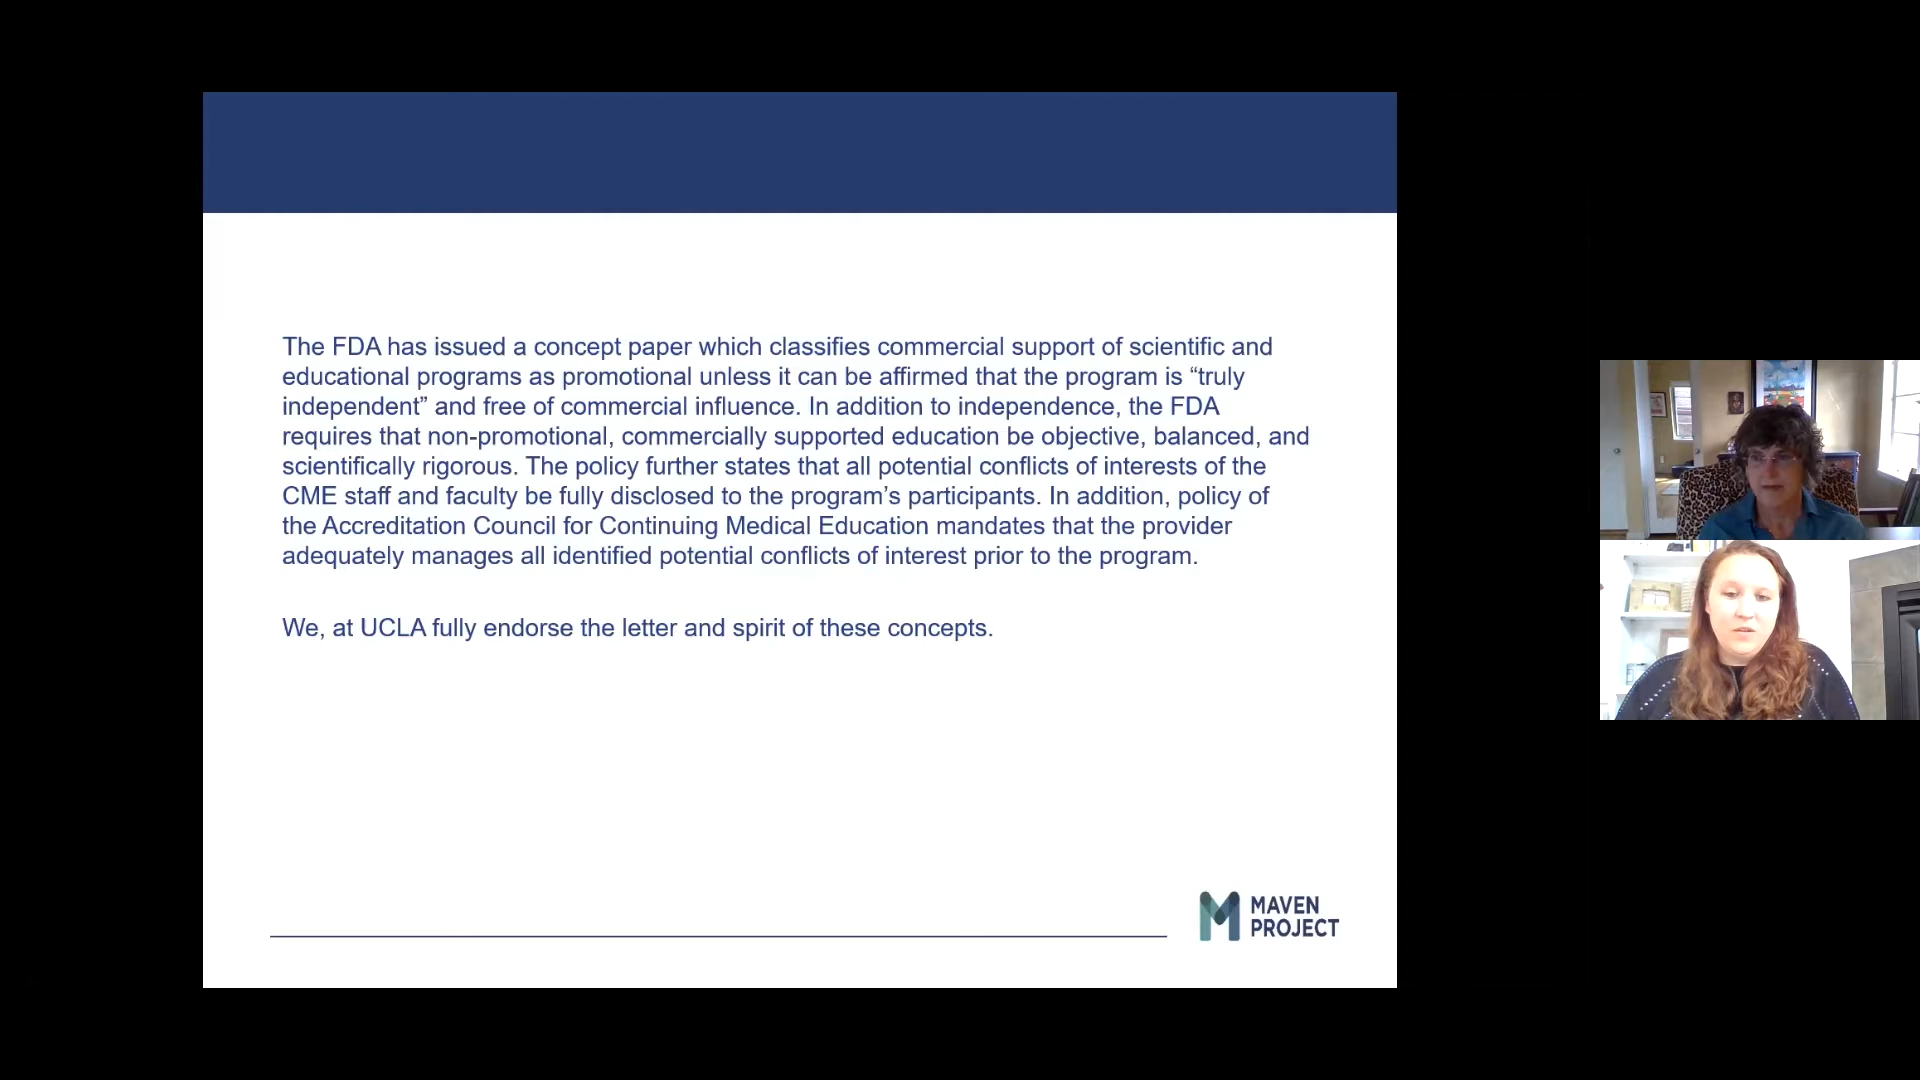 The FDA has issued a concept paper which classifies commercial support of scientific and
educational programs as promotional unless it can be affirmed that the program is “truly
independent” and free of commercial influence. In addition to independence, the FDA
requires that non-promotional, commercially supported education be objective, balanced, and
scientifically rigorous. The policy further states that all potential conflicts of interests of the
CME staff and faculty be fully disclosed to the program’s participants. In addition, policy of
the Accreditation Council for Continuing Medical Education mandates that the provider
adequately manages all identified potential conflicts of interest prior to the program.
We, at UCLA fully endorse the letter and spirit of these concepts.
MAVEN
PROJECT